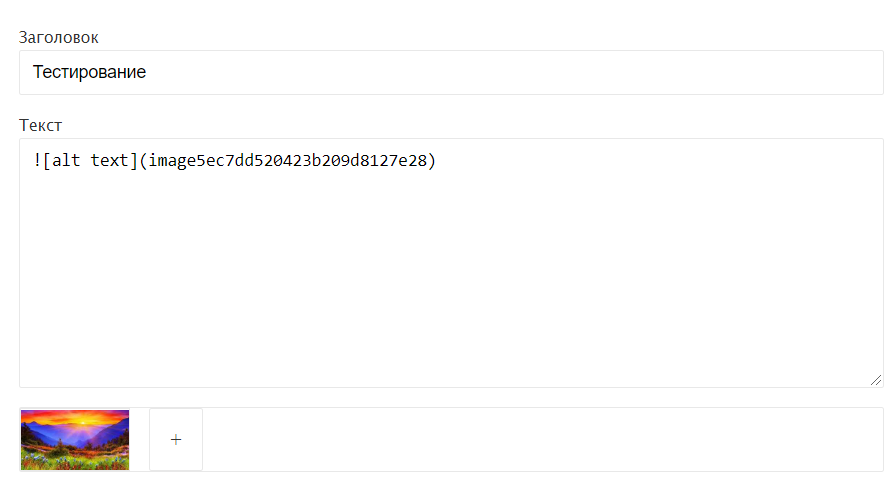 Заголовок
Тестирование
Текст
![alt text](image5ec7dd520423b209d8127e28)
+